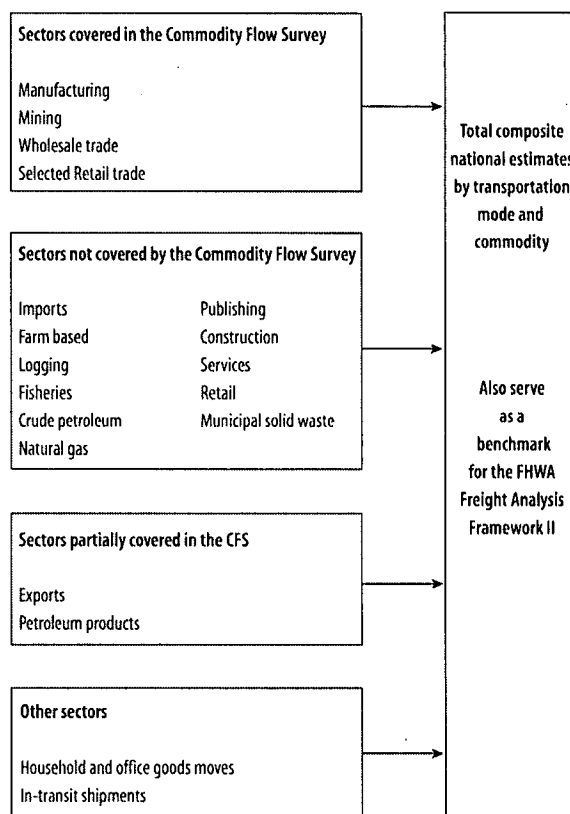 Sectors covered in the Commodity Flow Survey
Manufacturing
Mining
Wholesale trade
Selected Retail trade
Sectors not covered by the Commodity Flow Survey
Imports
Farm based
Logging
Fisheries
Crude petroleum
Natural gas
Publishing
Construction
Services
Retail
Municipal solid waste
Sectors partially covered in the CFS
Exports
Petroleum products
Other sectors
Household and office goods moves
In-transit shipments
Total composite
national estimates
by transportation
mode and
commodity
Also serve
as a
benchmark
for the FHWA
Freight Analysis
Framework II